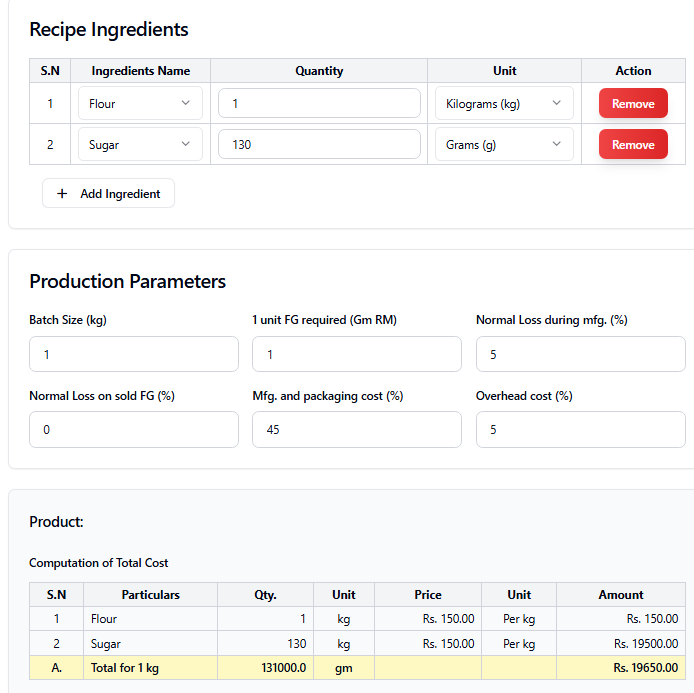 Recipe Ingredients
S.N Ingredients Name Quantity Unit Action
1 Flour 1 Kilograms (kg) Remove
2 Sugar 130 Grams (g) Remove
+ Add Ingredient
Production Parameters
Batch Size (kg) 1 unit FG required (Gm RM) Normal Loss during mfg. (%)
1 1 5
Normal Loss on sold FG (%) Mfg. and packaging cost (%) Overhead cost (%)
0 45 5
Product:
Computation of Total Cost
S.N Particulars Qty. Unit Price Unit Amount
1 Flour 1 kg Rs. 150.00 Per kg Rs. 150.00
2 Sugar 130 kg Rs. 150.00 Per kg Rs. 19500.00
A. Total for 1 kg 131000.0 gm Rs. 19650.00